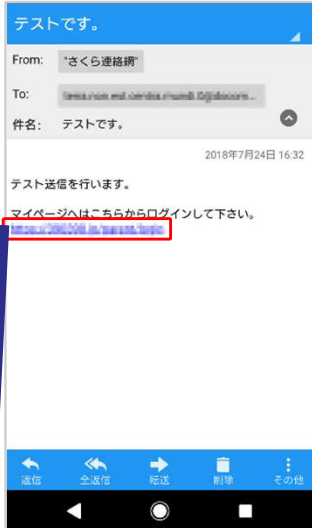 テストです。
From: "さくら連絡網"
To:
件名: テストです。
2018年7月24日 16:32
テスト送信を行います。
マイページへはこちらからログインして下さい。
返信 全返信 転送 削除 その他